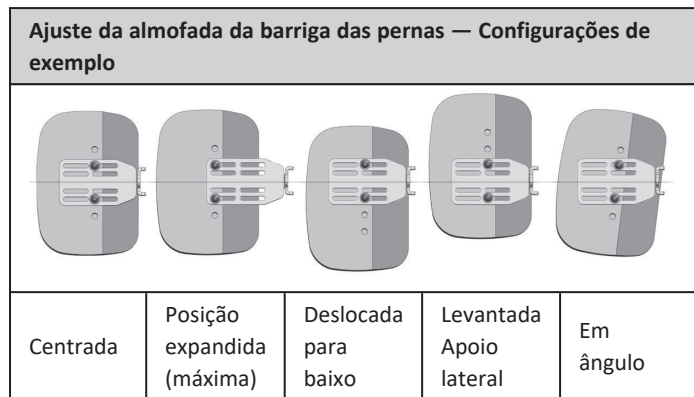 Ajuste da almofada da barriga das pernas — Configurações de
exemplo
Centrada
Posição
expandida
(máxima)
Deslocada
para
baixo
Levantada
Apoio
lateral
Em
ângulo